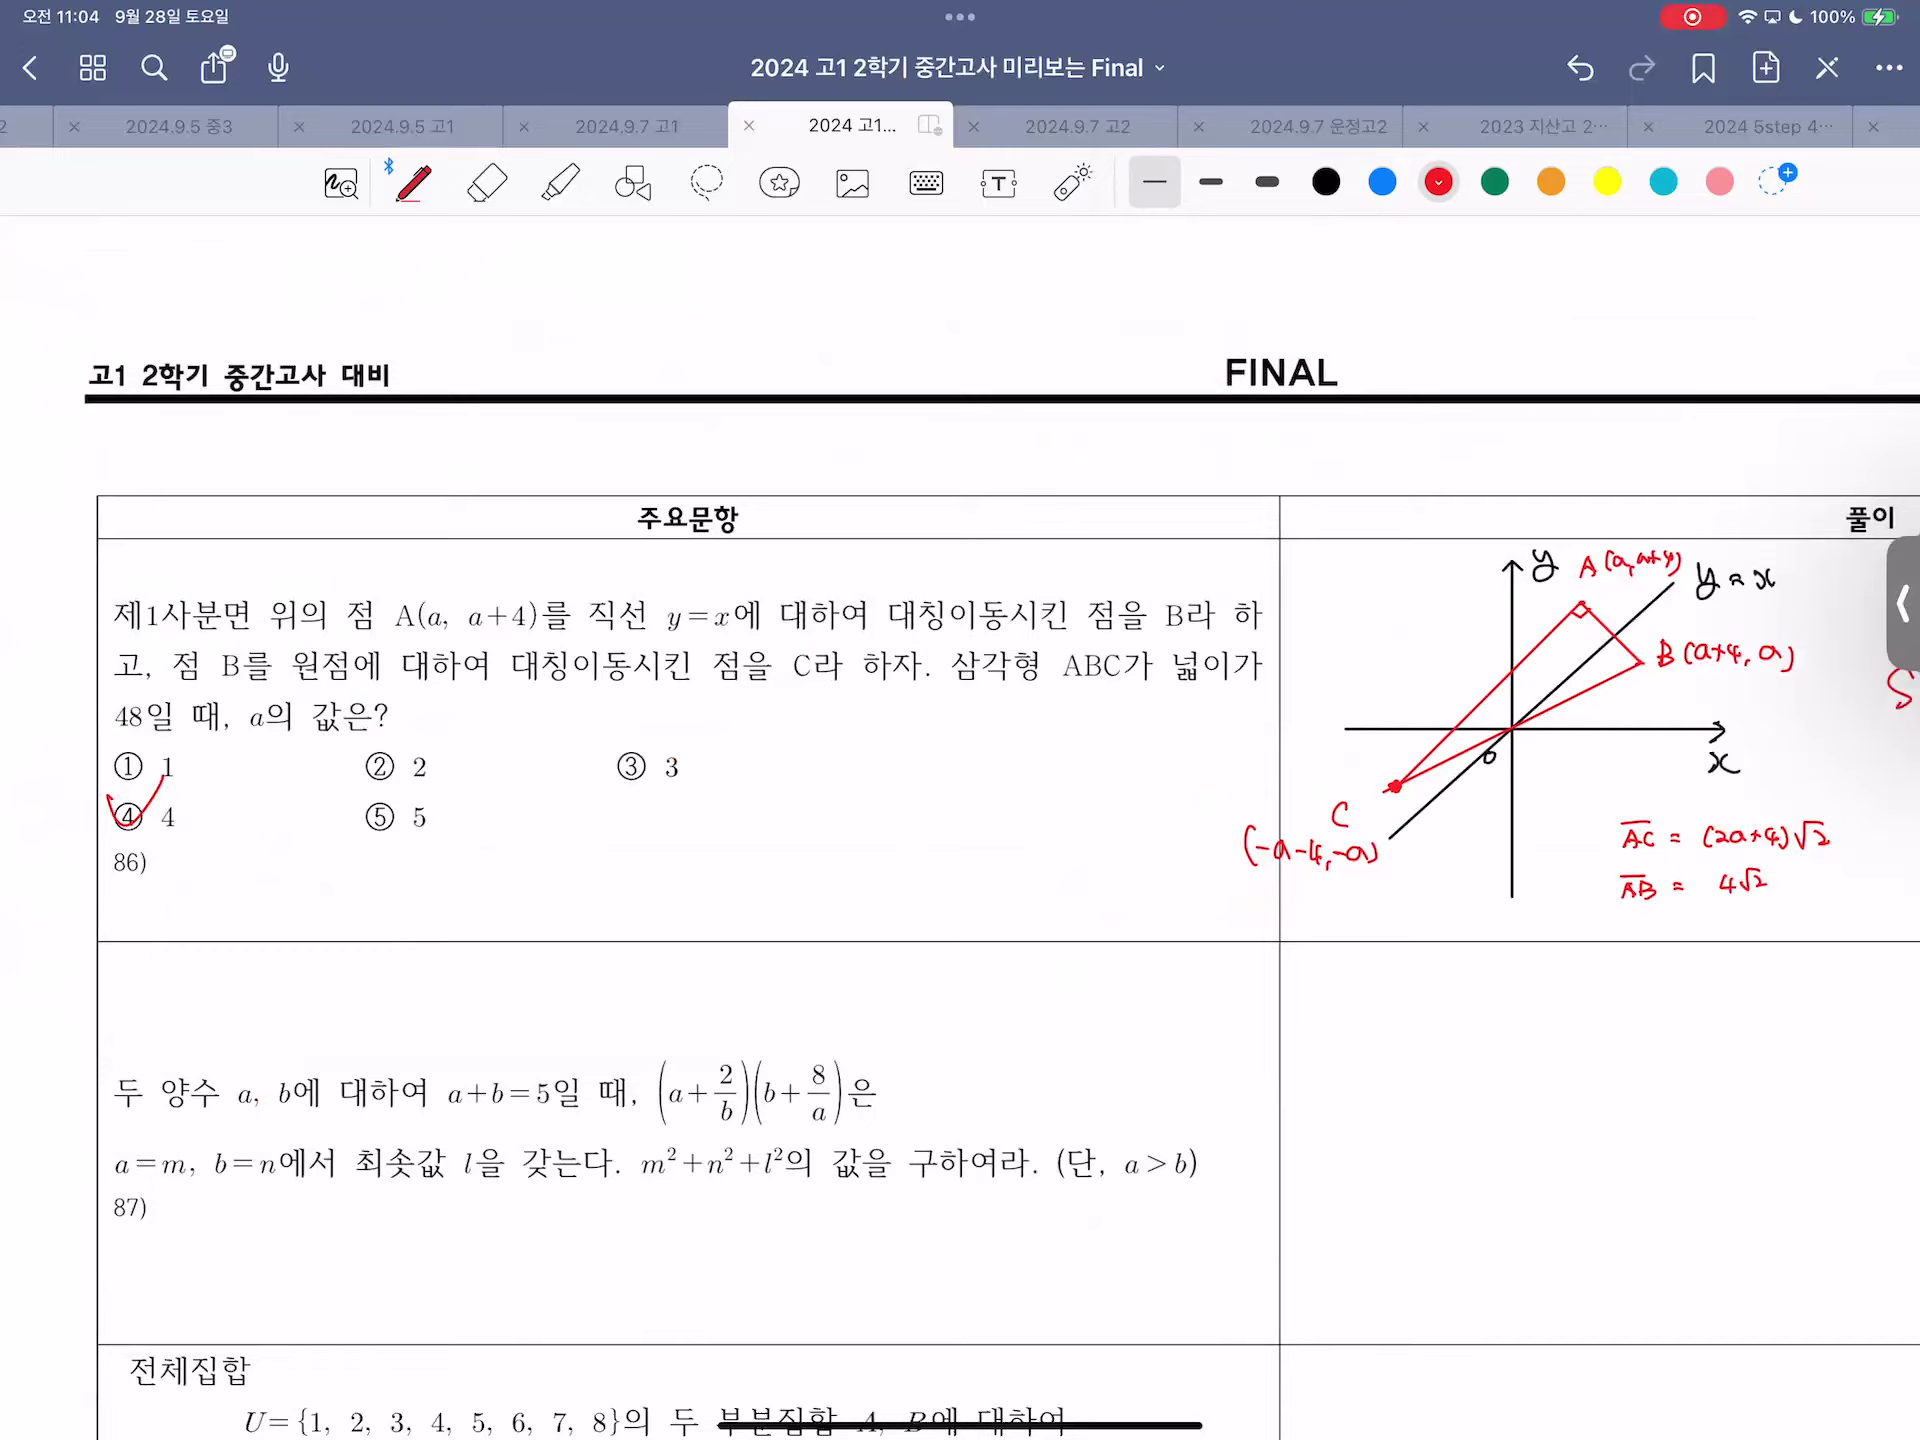 오전 11:04 9월 28일 토요일
100%
2024 고1 2학기 중간고사 미리보는 Final
2
2024.9.5 중3
2024.9.5 고1
2024.9.7 고1
2024 고1...
2024.9.7 고2
2024.9.7 운정고2
2023 지산고 2...
2024 5step 4...
고1 2학기 중간고사 대비
FINAL
주요문항
풀이
제1사분면 위의 점 A(a, a+4)를 직선 y=x에 대하여 대칭이동시킨 점을 B라 하
고, 점 B를 원점에 대하여 대칭이동시킨 점을 C라 하자. 삼각형 ABC가 넓이가
48일 때, a의 값은?
① 1 ② 2 ③ 3
④ 4 ⑤ 5
86)
y
A(a, a+4)
y=x
B(a+4, a)
S
O
x
C
(-a-4, -a)
AC = (2a+4)√2
AB = 4√2
두 양수 a, b에 대하여 a+b=5일 때, (a+2/b)(b+8/a)은
a=m, b=n에서 최솟값 l을 갖는다. m²+n²+l²의 값을 구하여라. (단, a>b)
87)
전체집합
U={1, 2, 3, 4, 5, 6, 7, 8}의 두 부분집합 A, B에 대하여